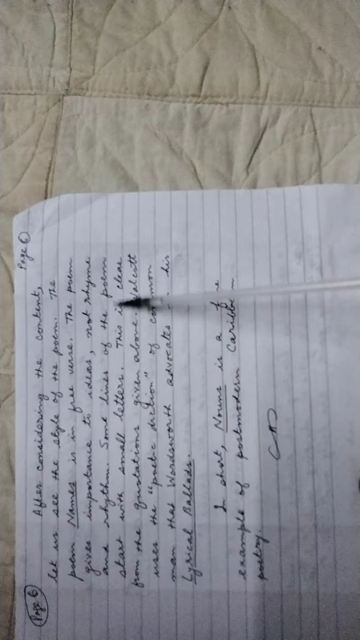 Page 6
Page 6
After considering the content,
let us see the style of the poem. The
poem Names is in free verse. The poem
gives importance to ideas, not rhyme
and rhythm. Some lines of the poem
start with small letters. This is clear
from the quotations given above. Walcott
uses the "poetic diction" of common
man that Wordsworth advocates his
Lyrical Ballads.
In short, Names is a
example of postmodern Caribbean
poetry